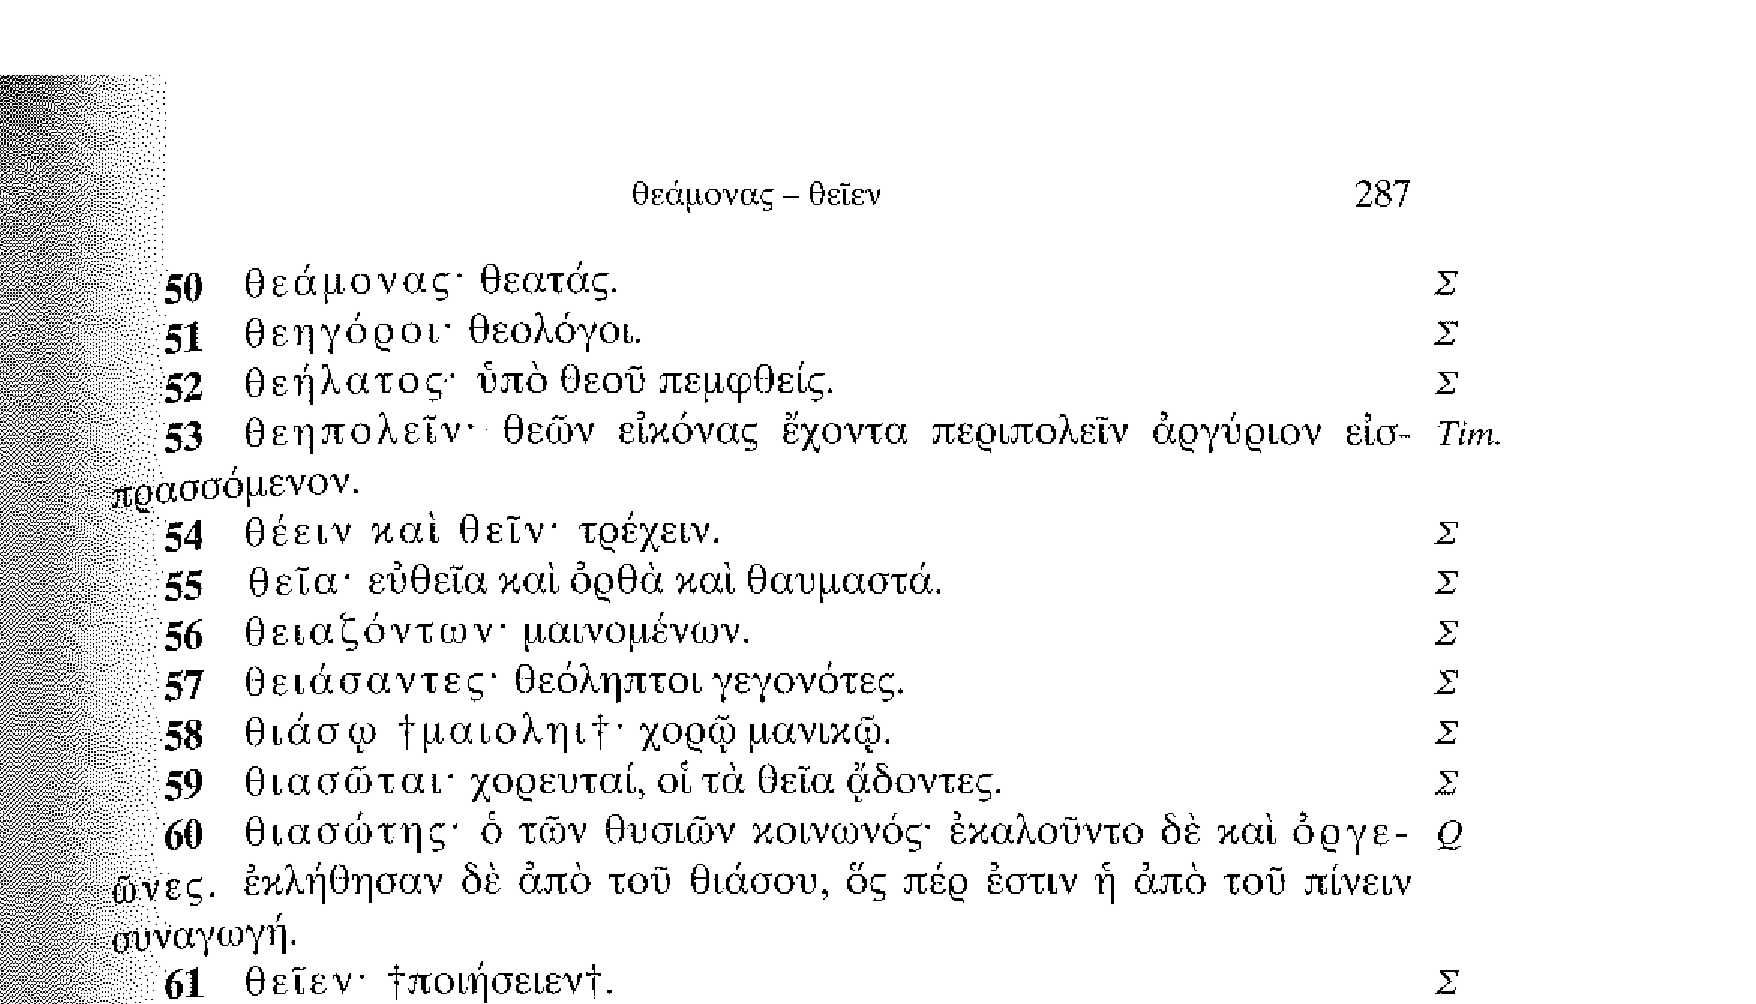 θεάμονας – θεῖεν 287
50 θεάμονας· θεατάς. Σ
51 θεηγόροι· θεολόγοι. Σ
52 θεήλατος· ὑπὸ θεοῦ πεμφθείς. Σ
53 θεηπολεῖν· θεῶν εἰκόνας ἔχοντα περιπολεῖν ἀργύριον εἰσ- Tim.
πρασσόμενον.
54 θέειν καὶ θεῖν· τρέχειν. Σ
55 θεῖα· εὐθεῖα καὶ ὀρθὰ καὶ θαυμαστά. Σ
56 θειαζόντων· μαινομένων. Σ
57 θειάσαντες· θεόληπτοι γεγονότες. Σ
58 θιάσῳ †μαιοληι†· χορῷ μανικῷ. Σ
59 θιασῶται· χορευταί, οἱ τὰ θεῖα ᾄδοντες. Σ
60 θιασώτης· ὁ τῶν θυσιῶν κοινωνός· ἐκαλοῦντο δὲ καὶ ὀργε- Q
ῶνες. ἐκλήθησαν δὲ ἀπὸ τοῦ θιάσου, ὅς πέρ ἐστιν ἡ ἀπὸ τοῦ πίνειν
συναγωγή.
61 θεῖεν· †ποιήσειεν†. Σ